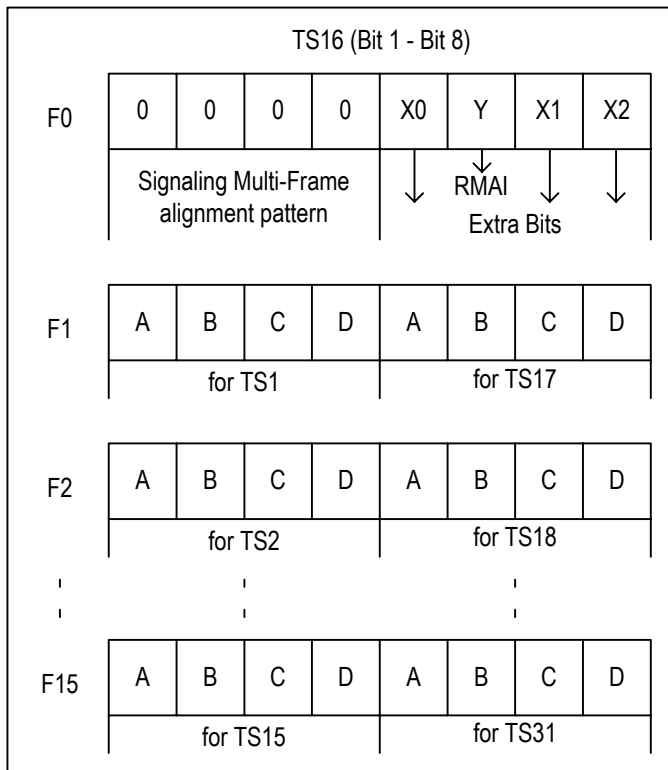 TS16 (Bit 1 - Bit 8)
F0 0 0 0 0 X0 Y X1 X2
Signaling Multi-Frame
alignment pattern
RMAI
Extra Bits
F1 A B C D A B C D
for TS1 for TS17
F2 A B C D A B C D
for TS2 for TS18
F15 A B C D A B C D
for TS15 for TS31